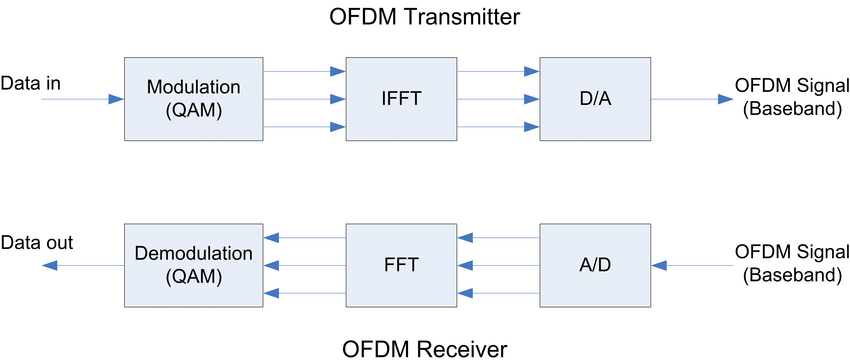 OFDM Transmitter
Data in
Modulation
(QAM)
IFFT
D/A
OFDM Signal
(Baseband)
Data out
Demodulation
(QAM)
FFT
A/D
OFDM Signal
(Baseband)
OFDM Receiver